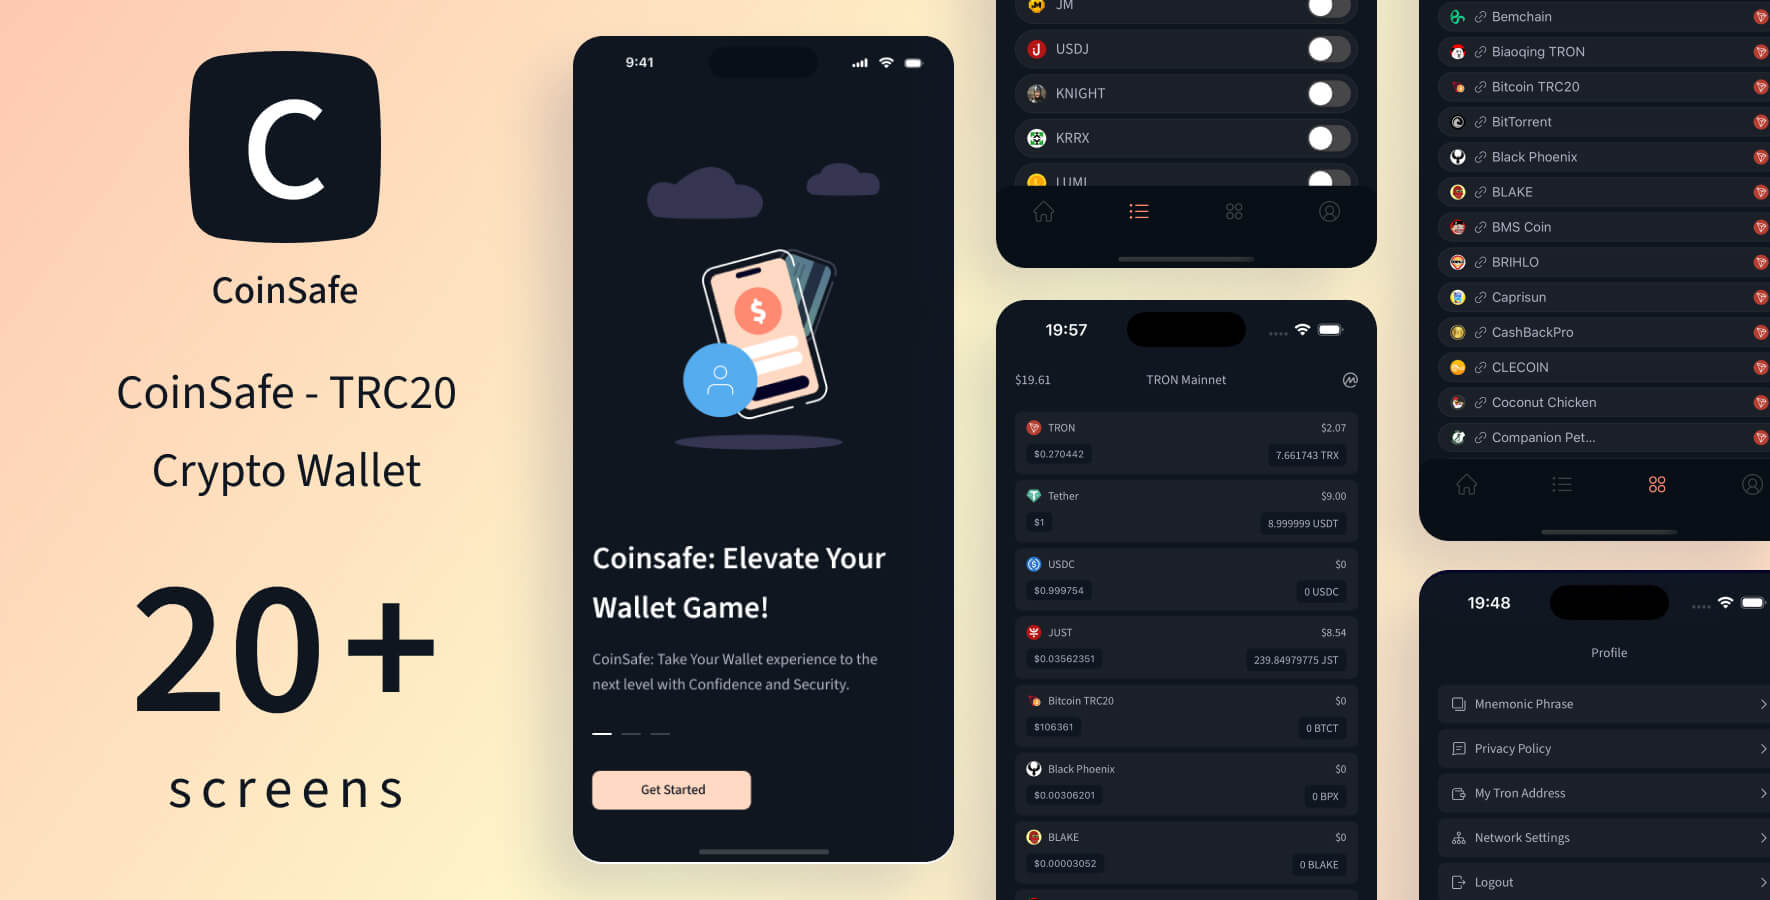 C
CoinSafe
CoinSafe - TRC20
Crypto Wallet
20+
screens
9:41
$
Coinsafe: Elevate Your
Wallet Game!
CoinSafe: Take Your Wallet experience to the
next level with Confidence and Security.
Get Started
JM
USDJ
KNIGHT
KRRX
LUMI
19:57
$19.61 TRON Mainnet
TRON $2.07
$0.270442 7.661743 TRX
Tether $9.00
$1 8.999999 USDT
USDC $0
$0.999754 0 USDC
JUST $8.54
$0.03562351 239.84979775 JST
Bitcoin TRC20 $0
$106361 0 BTCT
Black Phoenix $0
$0.00306201 0 BPX
BLAKE $0
$0.00003052 0 BLAKE
Bemchain
Biaoqing TRON
Bitcoin TRC20
BitTorrent
Black Phoenix
BLAKE
BMS Coin
BRIHLO
Caprisun
CashBackPro
CLECOIN
Coconut Chicken
Companion Pet...
19:48
Profile
Mnemonic Phrase
Privacy Policy
My Tron Address
Network Settings
Logout